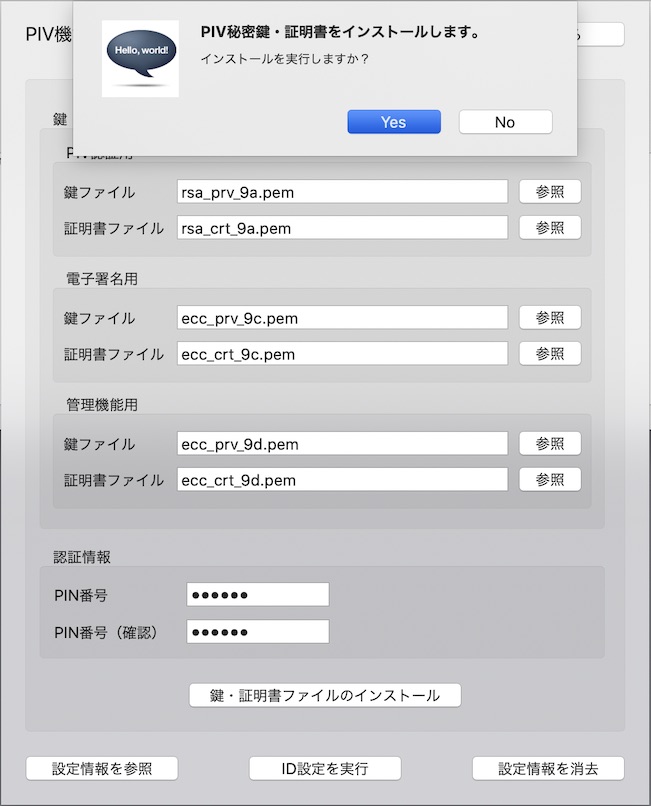 PIV機
Hello, world!
PIV秘密鍵・証明書をインストールします。
インストールを実行しますか？
Yes
No
鍵
PIV認証用
鍵ファイル
rsa_prv_9a.pem
参照
証明書ファイル
rsa_crt_9a.pem
参照
電子署名用
鍵ファイル
ecc_prv_9c.pem
参照
証明書ファイル
ecc_crt_9c.pem
参照
管理機能用
鍵ファイル
ecc_prv_9d.pem
参照
証明書ファイル
ecc_crt_9d.pem
参照
認証情報
PIN番号
●●●●●●
PIN番号（確認）
●●●●●●
鍵・証明書ファイルのインストール
設定情報を参照
ID設定を実行
設定情報を消去